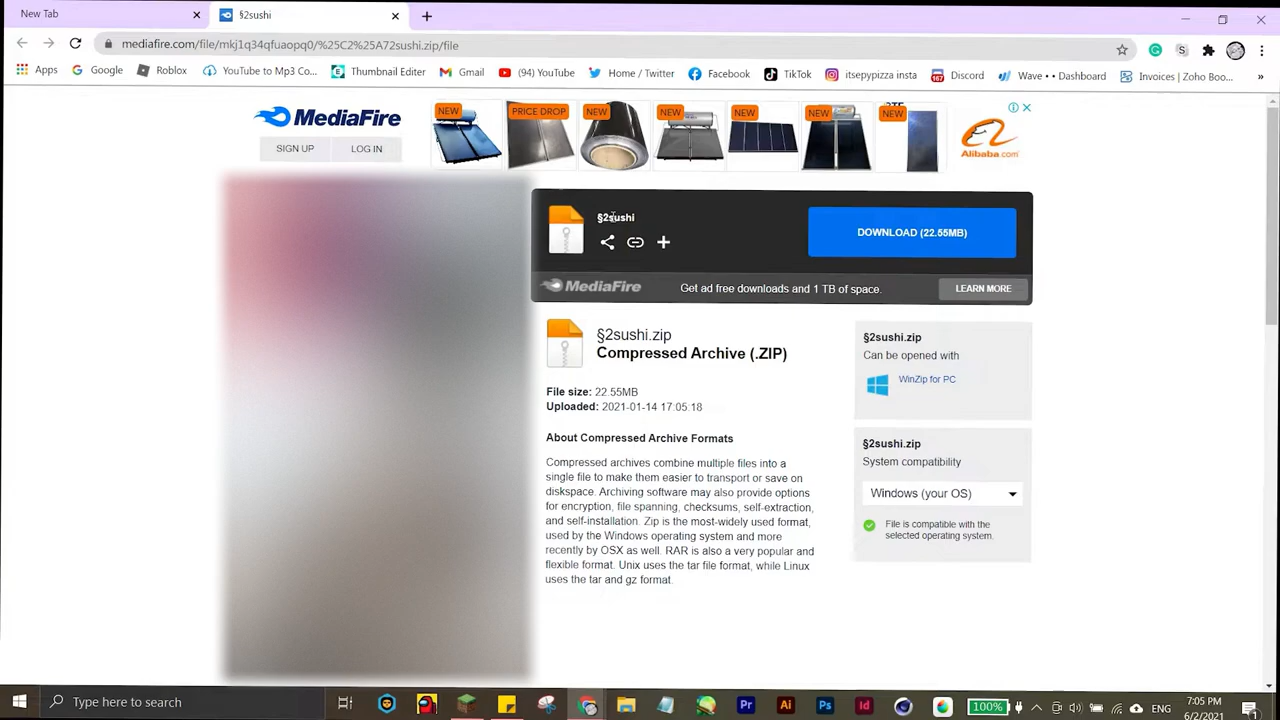 New Tab
§2sushi
mediafire.com/file/mkj1q34qfuaopq0/%25C2%25A72sushi.zip/file
Apps
Google
Roblox
YouTube to Mp3 Co...
Thumbnail Editer
Gmail
(94) YouTube
Home / Twitter
Facebook
TikTok
itsepypizza insta
Discord
Wave • • Dashboard
Invoices | Zoho Boo...
»
MediaFire
SIGN UP
LOG IN
NEW
PRICE DROP
NEW
NEW
NEW
NEW
NEW
Alibaba.com
§2sushi
DOWNLOAD (22.55MB)
MediaFire
Get ad free downloads and 1 TB of space.
LEARN MORE
§2sushi.zip
Compressed Archive (.ZIP)
File size: 22.55MB
Uploaded: 2021-01-14 17:05:18
About Compressed Archive Formats
Compressed archives combine multiple files into a
single file to make them easier to transport or save on
diskspace. Archiving software may also provide options
for encryption, file spanning, checksums, self-extraction,
and self-installation. Zip is the most-widely used format,
used by the Windows operating system and more
recently by OSX as well. RAR is also a very popular and
flexible format. Unix uses the tar file format, while Linux
uses the tar and gz format.
§2sushi.zip
Can be opened with
WinZip for PC
§2sushi.zip
System compatibility
Windows (your OS)
File is compatible with the
selected operating system.
Type here to search
Pr
Ai
Ps
Id
100%
ENG
7:05 PM
6/2/2021
1